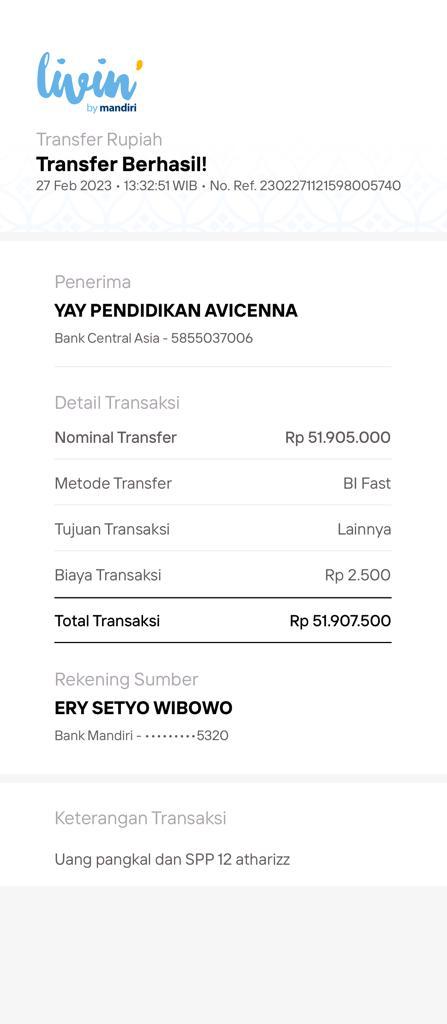 livin'
by mandiri
Transfer Rupiah
Transfer Berhasil!
27 Feb 2023 • 13:32:51 WIB • No. Ref. 2302271121598005740
Penerima
YAY PENDIDIKAN AVICENNA
Bank Central Asia - 5855037006
Detail Transaksi
Nominal Transfer Rp 51.905.000
Metode Transfer BI Fast
Tujuan Transaksi Lainnya
Biaya Transaksi Rp 2.500
Total Transaksi Rp 51.907.500
Rekening Sumber
ERY SETYO WIBOWO
Bank Mandiri - •••••••••5320
Keterangan Transaksi
Uang pangkal dan SPP 12 atharizz